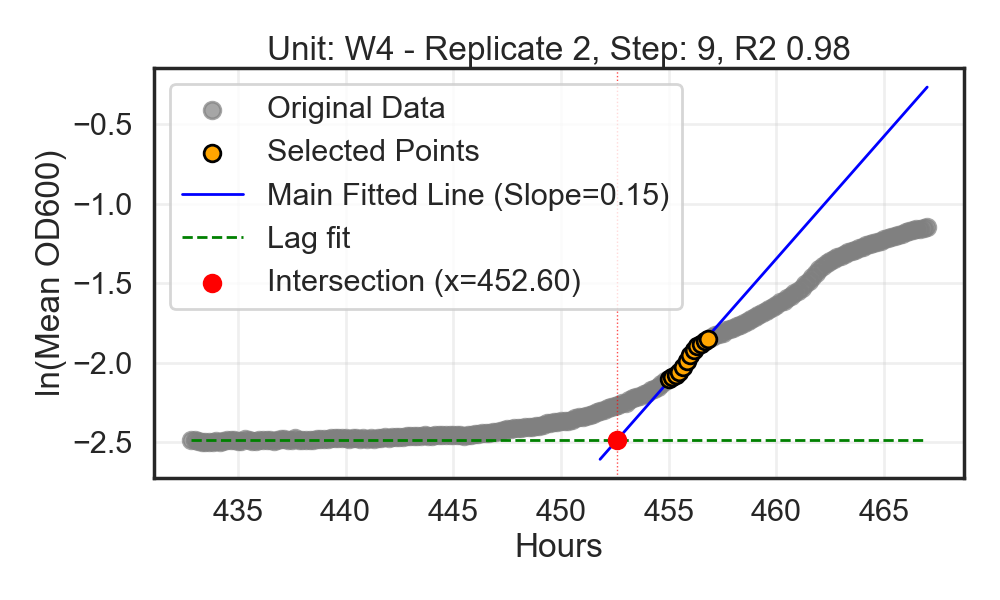 Unit: W4 - Replicate 2, Step: 9, R2 0.98
Original Data
Selected Points
Main Fitted Line (Slope=0.15)
Lag fit
Intersection (x=452.60)
ln(Mean OD600)
−0.5
−1.0
−1.5
−2.0
−2.5
435 440 445 450 455 460 465
Hours